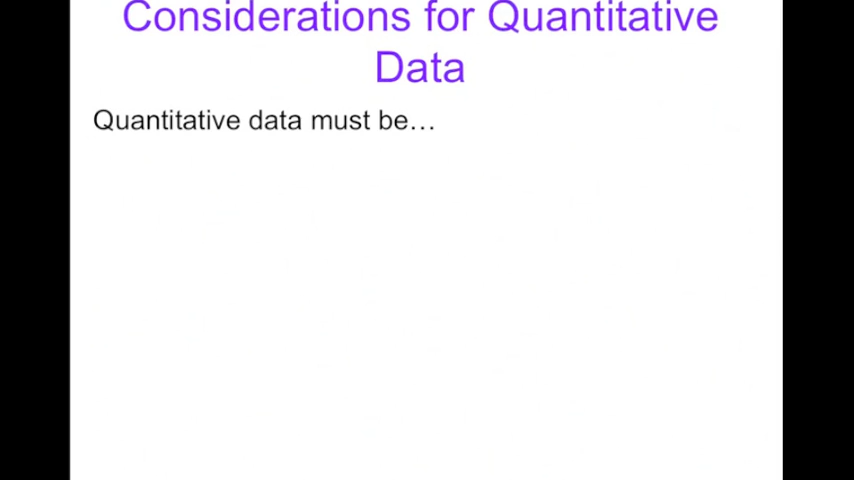 Considerations for Quantitative
Data
Quantitative data must be…